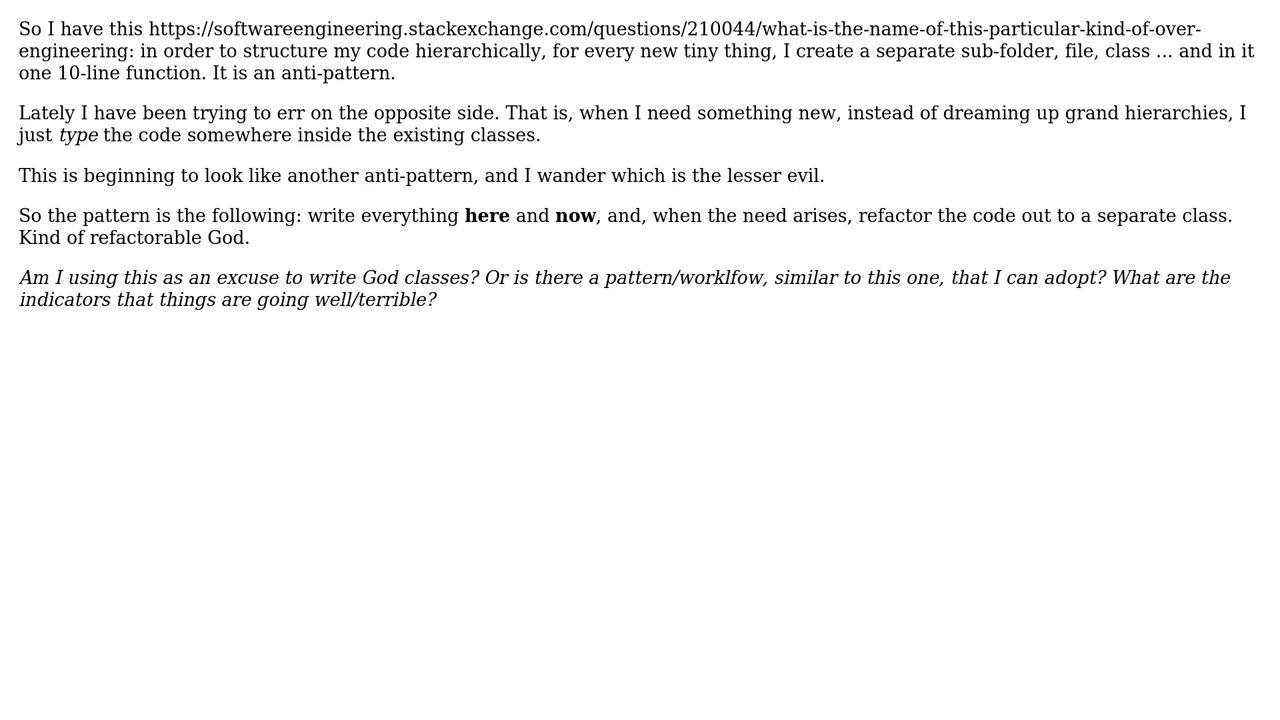 So I have this https://softwareengineering.stackexchange.com/questions/210044/what-is-the-name-of-this-particular-kind-of-over-
engineering: in order to structure my code hierarchically, for every new tiny thing, I create a separate sub-folder, file, class ... and in it
one 10-line function. It is an anti-pattern.
Lately I have been trying to err on the opposite side. That is, when I need something new, instead of dreaming up grand hierarchies, I
just type the code somewhere inside the existing classes.
This is beginning to look like another anti-pattern, and I wander which is the lesser evil.
So the pattern is the following: write everything here and now, and, when the need arises, refactor the code out to a separate class.
Kind of refactorable God.
Am I using this as an excuse to write God classes? Or is there a pattern/worklfow, similar to this one, that I can adopt? What are the
indicators that things are going well/terrible?